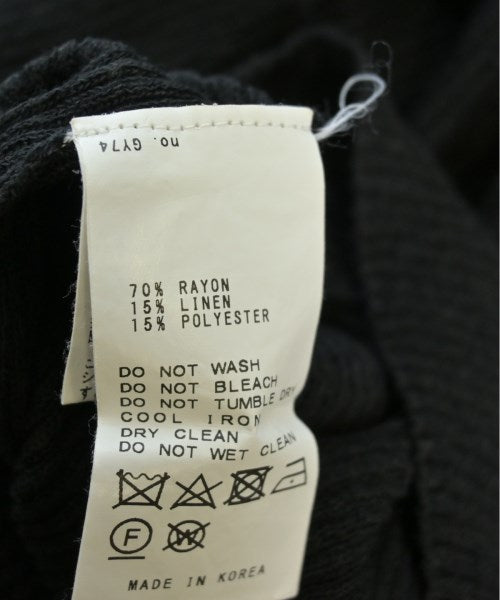 no. GY74
70% RAYON
15% LINEN
15% POLYESTER
DO NOT WASH
DO NOT BLEACH
DO NOT TUMBLE DRY
COOL IRON
DRY CLEAN
DO NOT WET CLEAN
F W
MADE IN KOREA